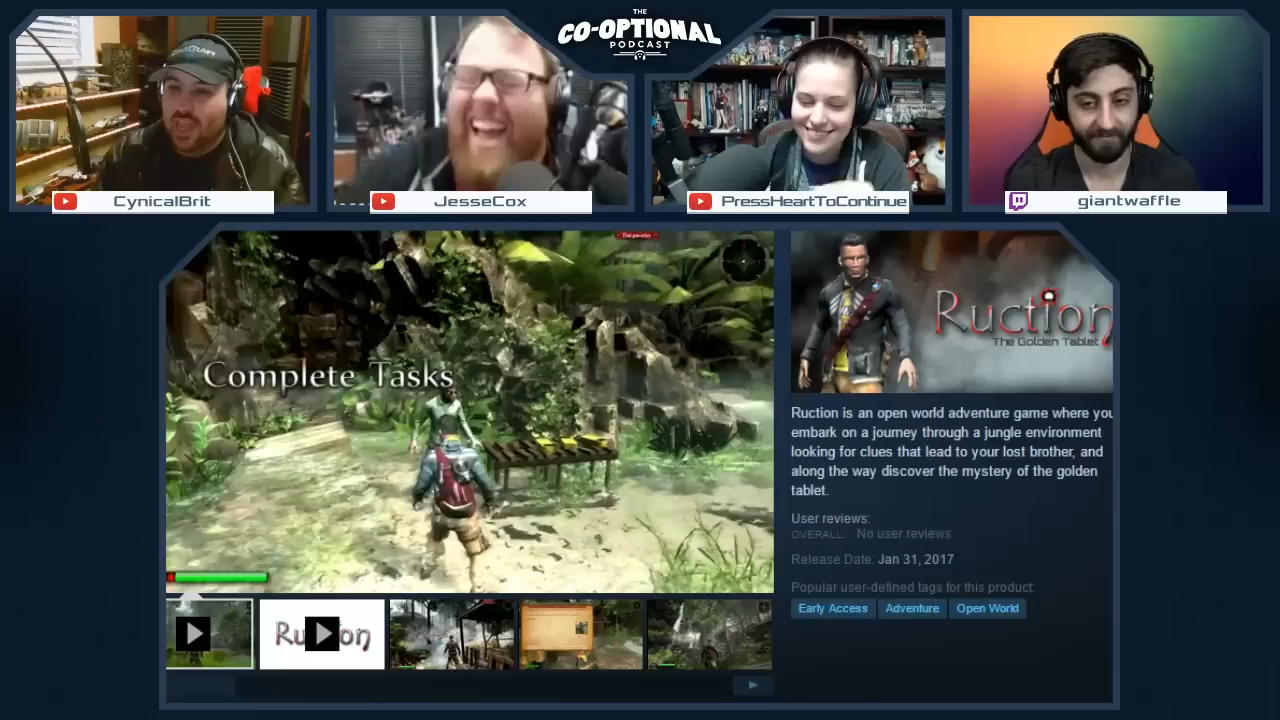 THE
CO-OPTIONAL
PODCAST
CynicalBrit
JesseCox
PressHeartToContinue
giantwaffle
Complete Tasks
Ruction
The Golden Tablet
Ruction is an open world adventure game where you
embark on a journey through a jungle environment
looking for clues that lead to your lost brother, and
along the way discover the mystery of the golden
tablet.
User reviews:
OVERALL: No user reviews
Release Date: Jan 31, 2017
Popular user-defined tags for this product:
Early Access Adventure Open World